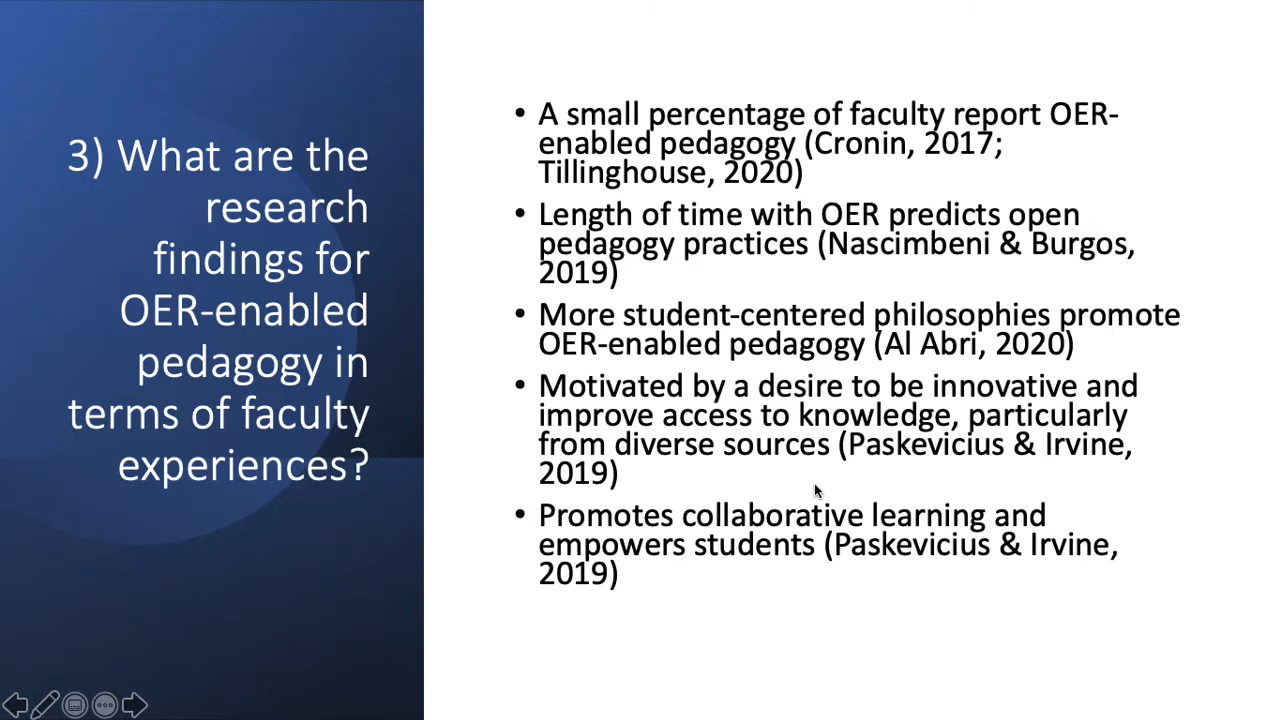 3) What are the
research
findings for
OER-enabled
pedagogy in
terms of faculty
experiences?
• A small percentage of faculty report OER-
enabled pedagogy (Cronin, 2017;
Tillinghouse, 2020)
• Length of time with OER predicts open
pedagogy practices (Nascimbeni & Burgos,
2019)
• More student-centered philosophies promote
OER-enabled pedagogy (Al Abri, 2020)
• Motivated by a desire to be innovative and
improve access to knowledge, particularly
from diverse sources (Paskevicius & Irvine,
2019)
• Promotes collaborative learning and
empowers students (Paskevicius & Irvine,
2019)